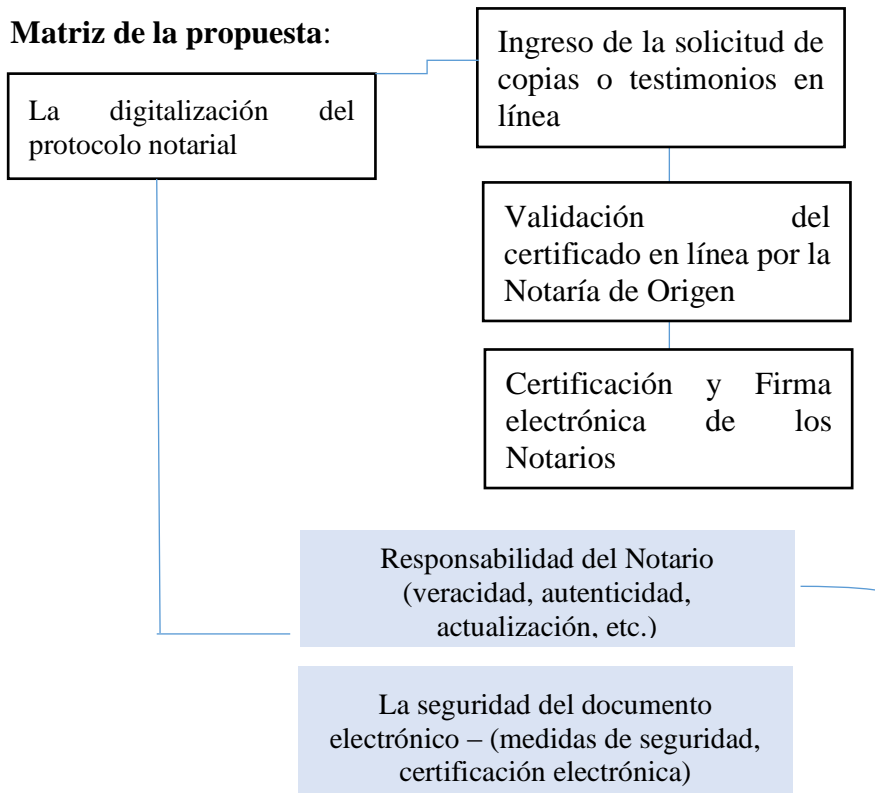 Matriz de la propuesta:
La digitalización del
protocolo notarial
Ingreso de la solicitud de
copias o testimonios en
línea
Validación del
certificado en línea por la
Notaría de Origen
Certificación y Firma
electrónica de los
Notarios
Responsabilidad del Notario
(veracidad, autenticidad,
actualización, etc.)
La seguridad del documento
electrónico – (medidas de seguridad,
certificación electrónica)